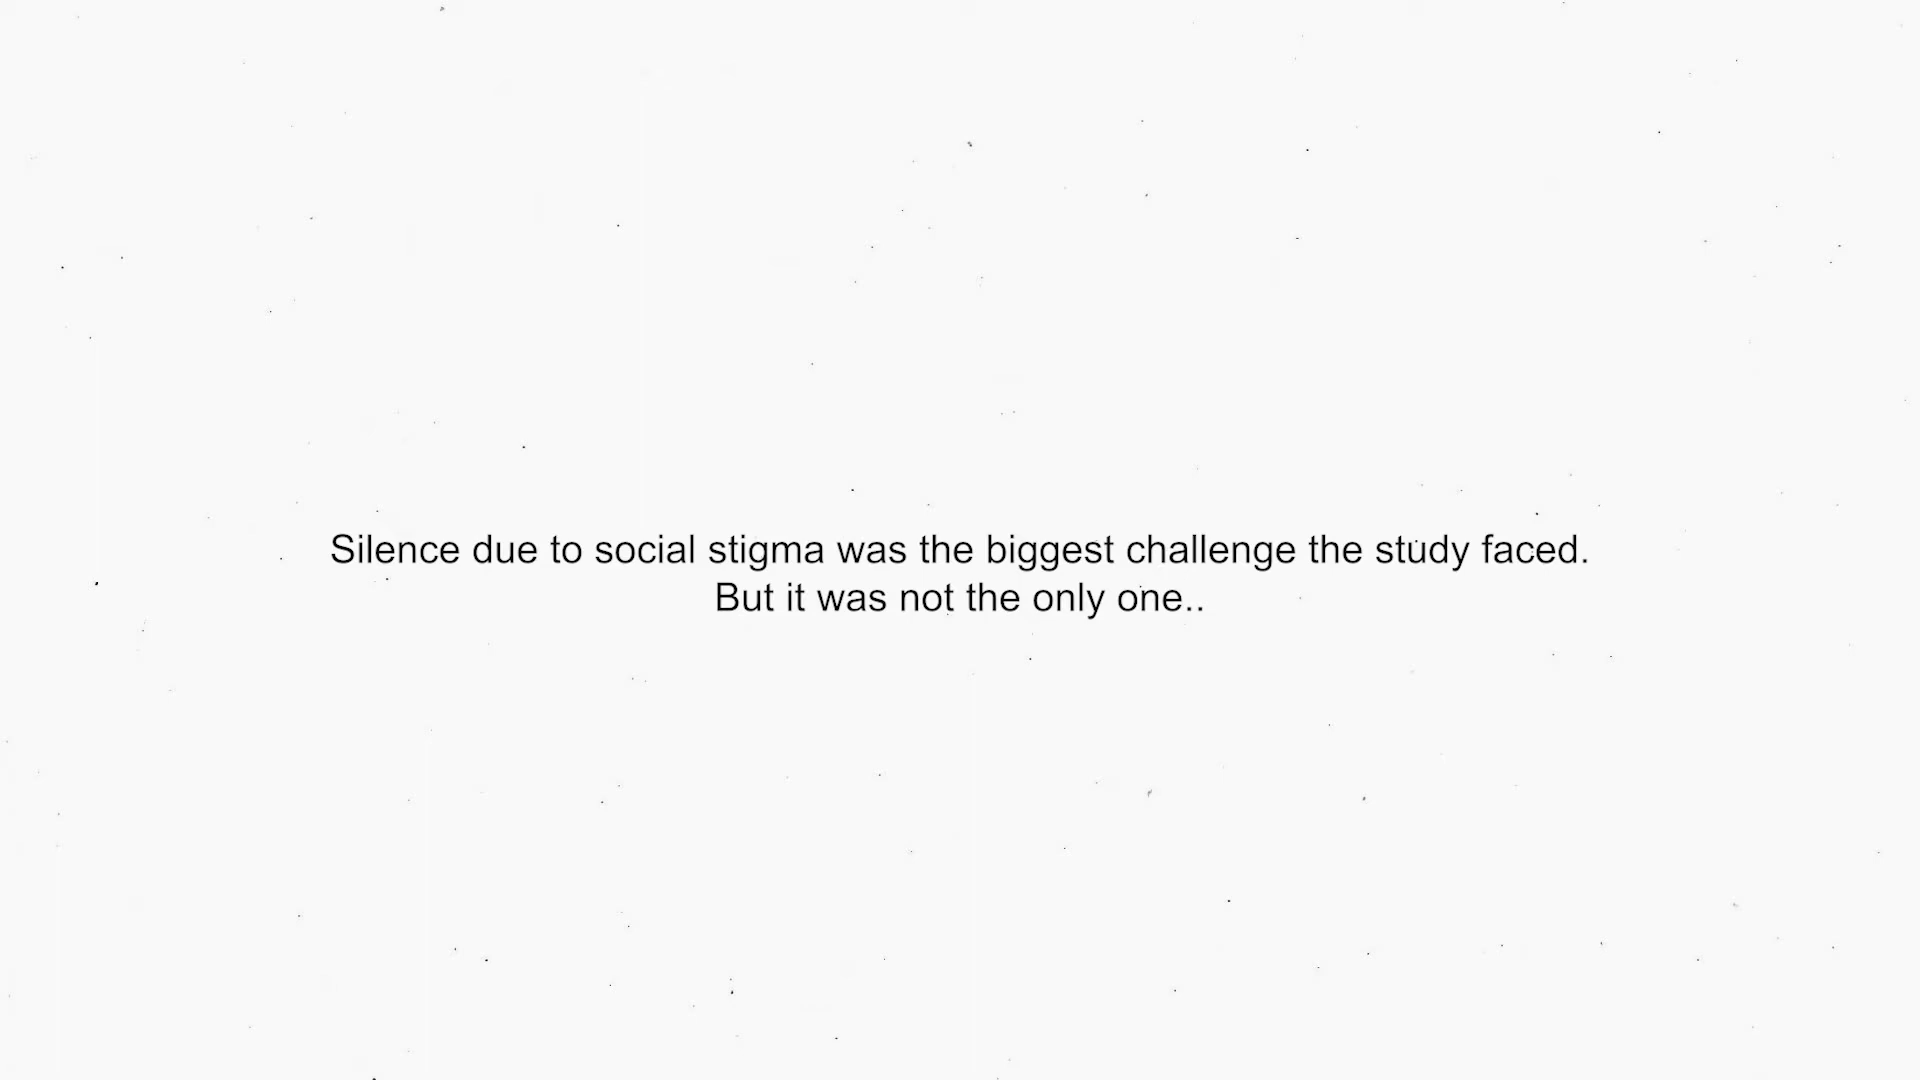 Silence due to social stigma was the biggest challenge the study faced.
But it was not the only one..